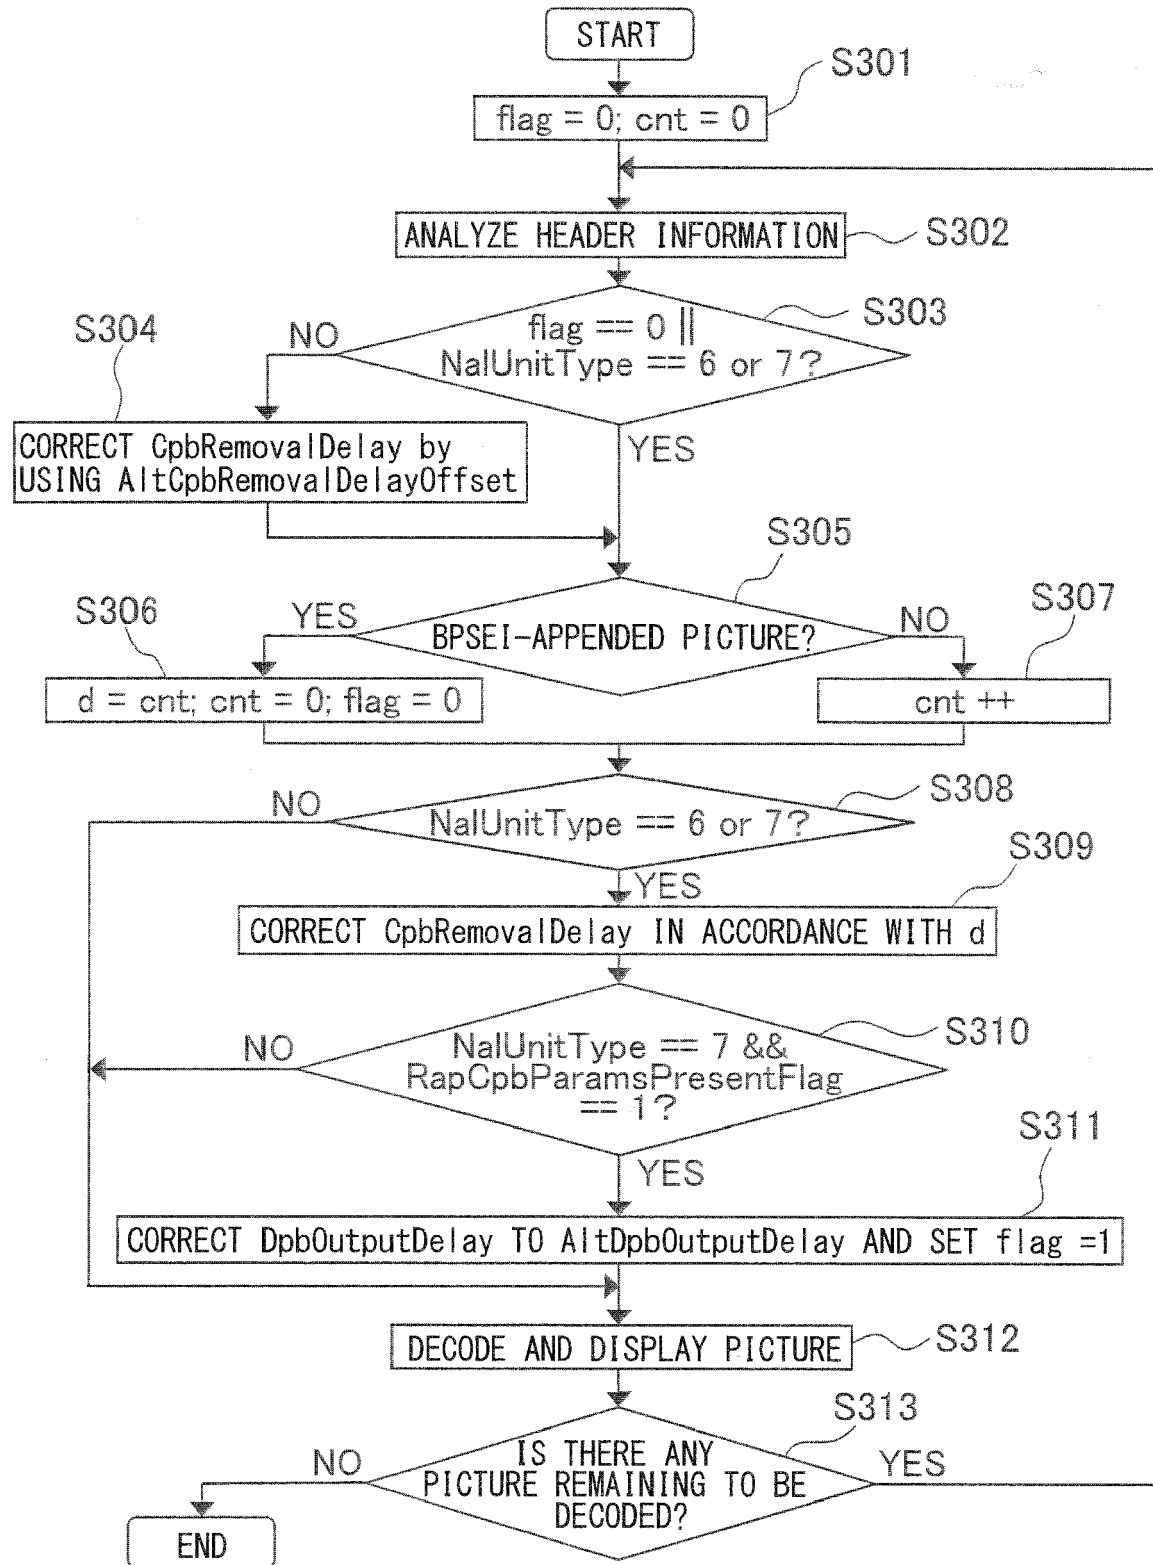 START
S301
flag = 0; cnt = 0
ANALYZE HEADER INFORMATION
S302
S303
flag == 0 ||
NalUnitType == 6 or 7?
NO
YES
S304
CORRECT CpbRemovalDelay by
USING AltCpbRemovalDelayOffset
S305
BPSEI-APPENDED PICTURE?
YES
NO
S306
d = cnt; cnt = 0; flag = 0
S307
cnt ++
S308
NalUnitType == 6 or 7?
NO
YES
S309
CORRECT CpbRemovalDelay IN ACCORDANCE WITH d
S310
NalUnitType == 7 &&
RapCpbParamsPresentFlag
== 1?
NO
YES
S311
CORRECT DpbOutputDelay TO AltDpbOutputDelay AND SET flag =1
DECODE AND DISPLAY PICTURE
S312
S313
IS THERE ANY
PICTURE REMAINING TO BE
DECODED?
NO
YES
END